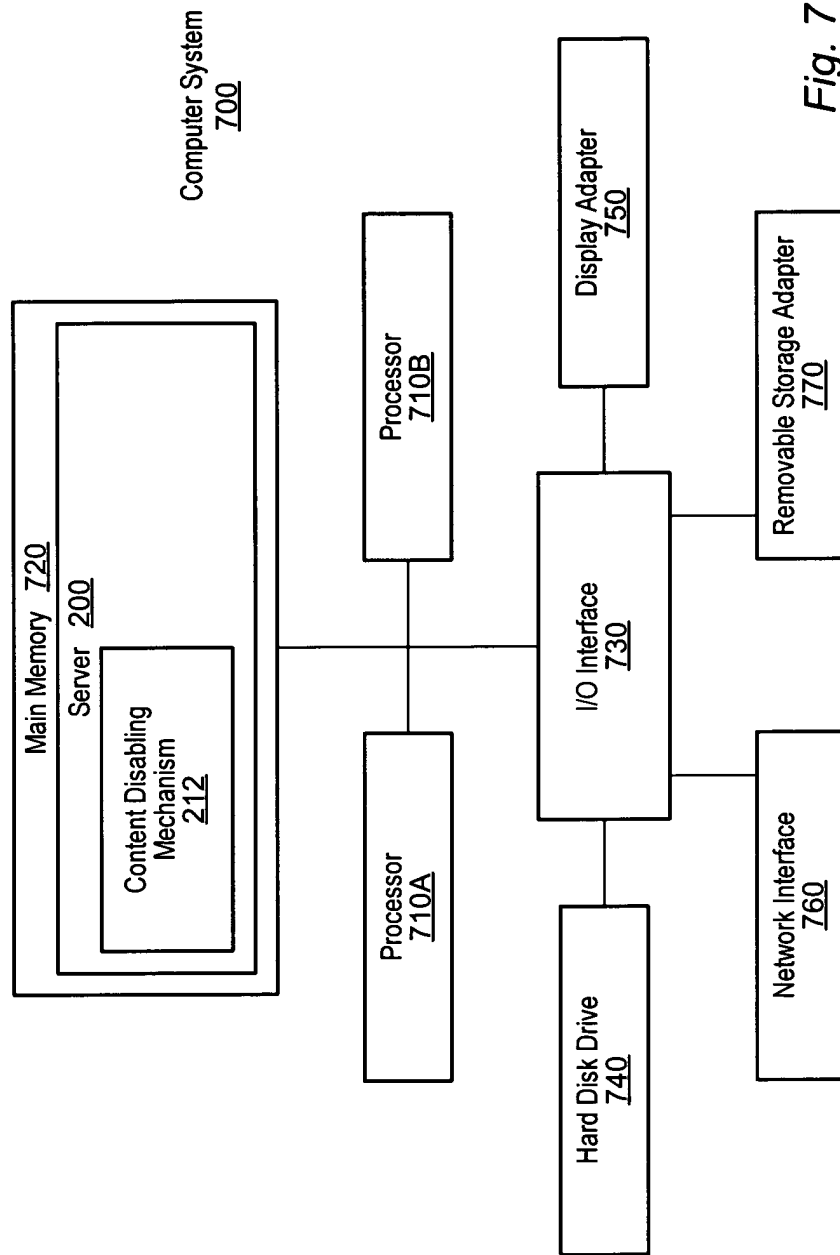 Computer System
700
Main Memory 720
Server 200
Content Disabling
Mechanism
212
Processor
710A
Processor
710B
Hard Disk Drive
740
I/O Interface
730
Display Adapter
750
Network Interface
760
Removable Storage Adapter
770
Fig. 7